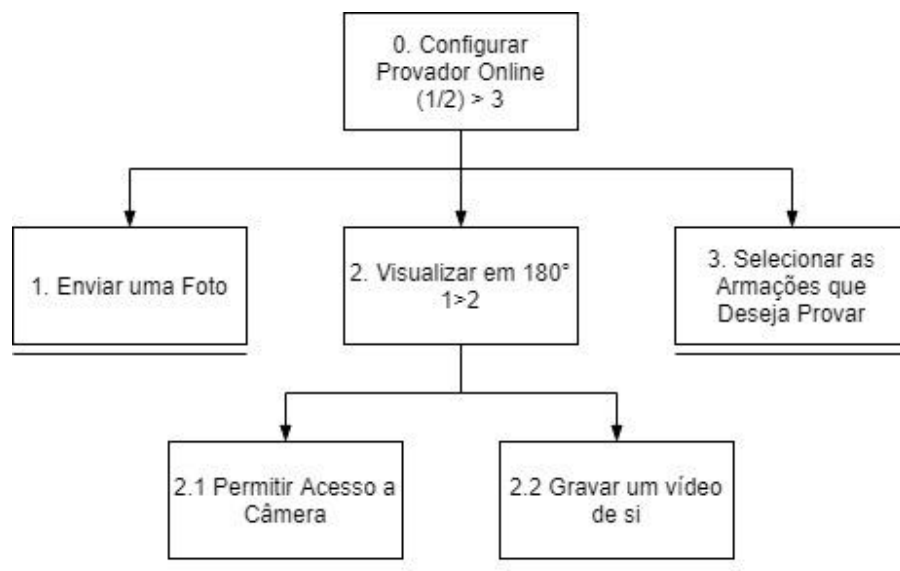 0. Configurar
Provador Online
(1/2) > 3
1. Enviar uma Foto
2. Visualizar em 180°
1>2
3. Selecionar as
Armações que
Deseja Provar
2.1 Permitir Acesso a
Câmera
2.2 Gravar um vídeo
de si